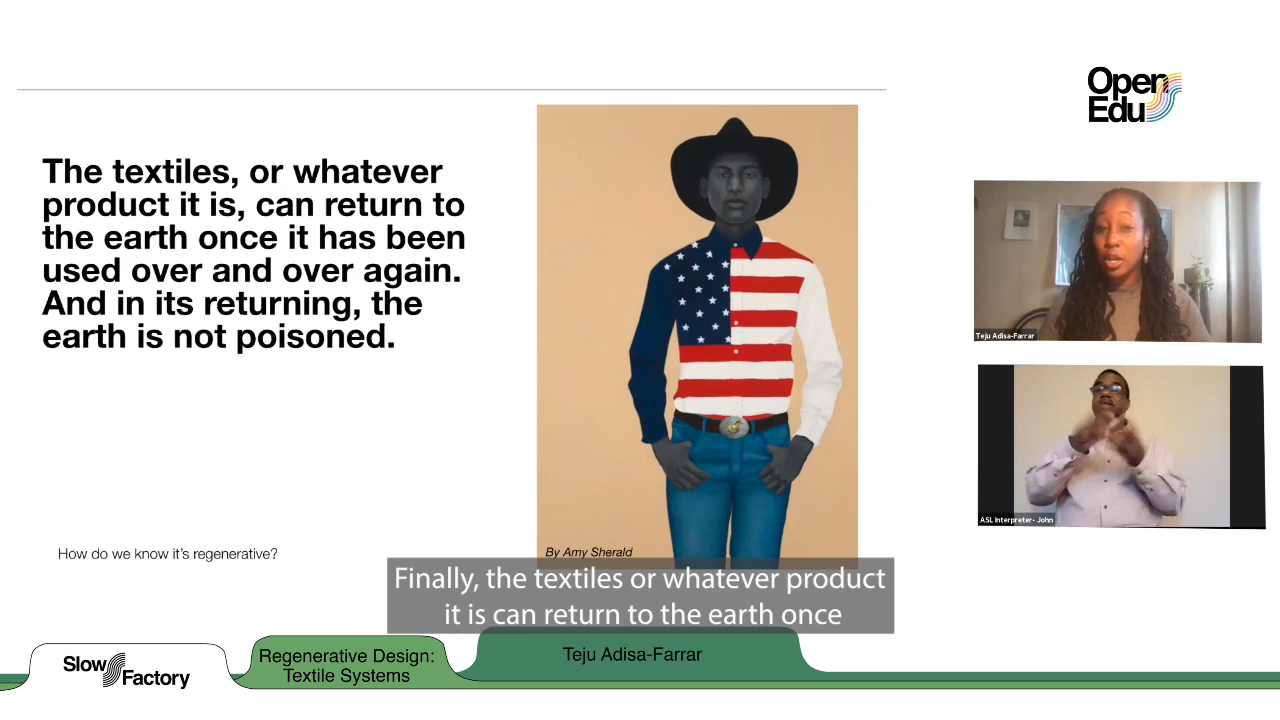 Open
Edu
The textiles, or whatever
product it is, can return to
the earth once it has been
used over and over again.
And in its returning, the
earth is not poisoned.
How do we know it's regenerative?
By Amy Sherald
Teju Adisa-Farrar
ASL Interpreter- John
Finally, the textiles or whatever product
it is can return to the earth once
Slow
Factory
Regenerative Design:
Textile Systems
Teju Adisa-Farrar